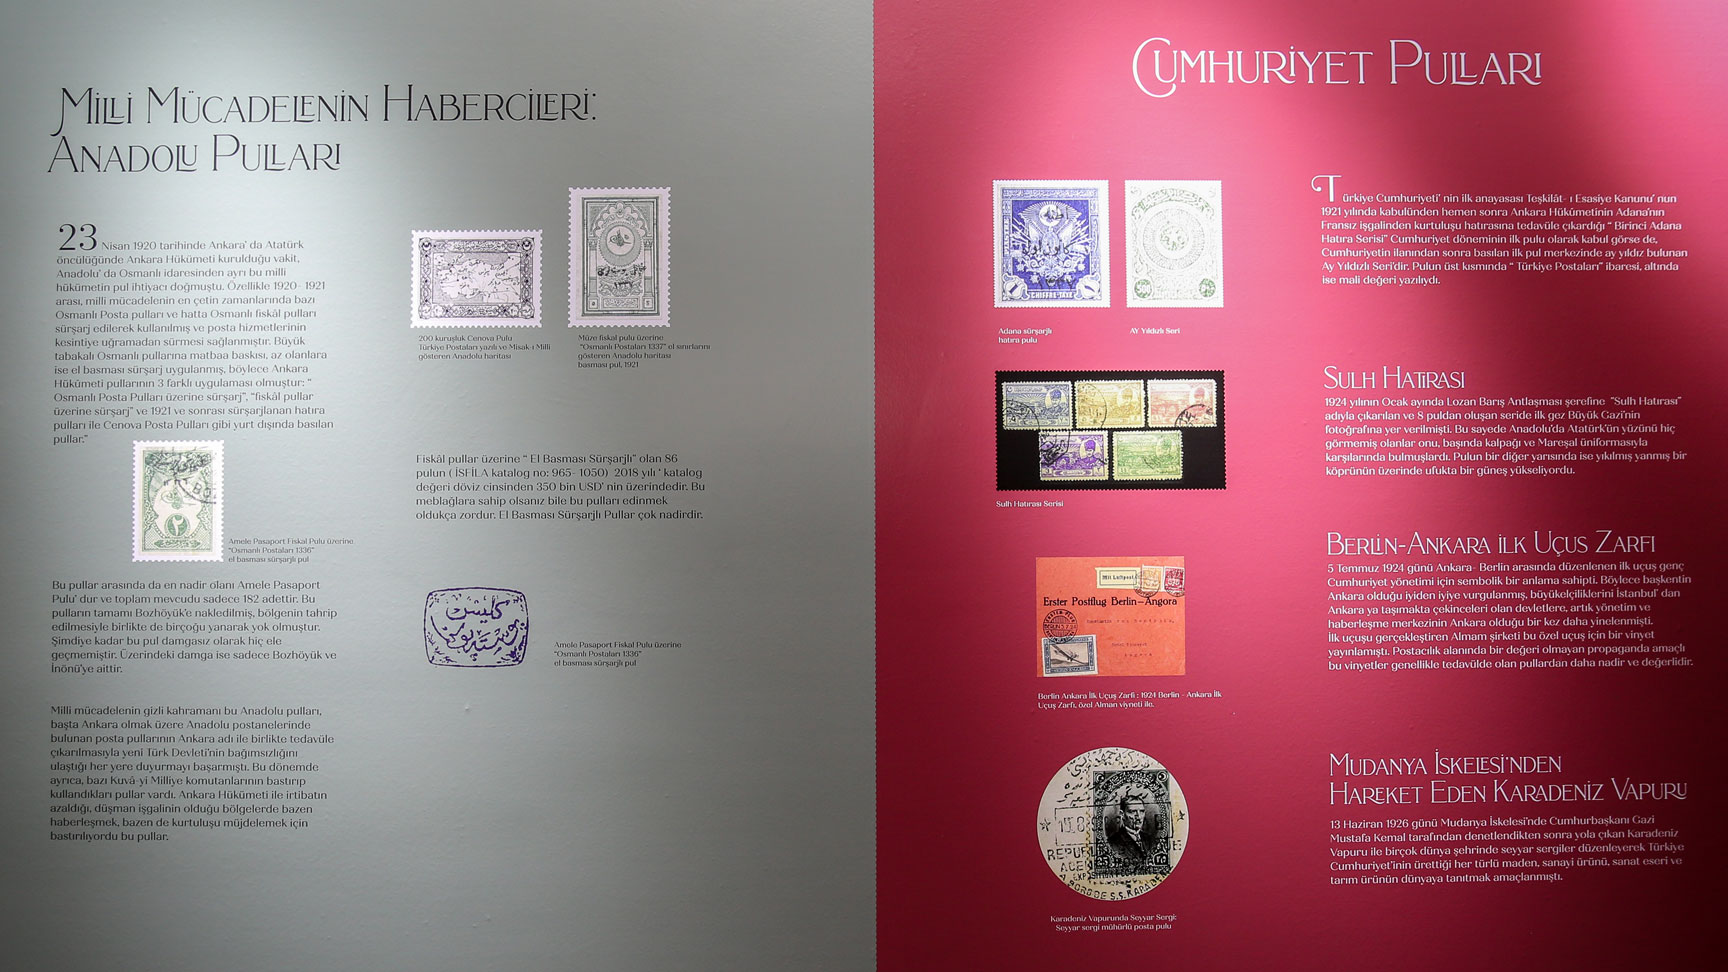 MİLLİ MÜCADELENİN HABERCİLERİ:
ANADOLU PULLARI
23 Nisan 1920 tarihinde Ankara' da Atatürk
öncülüğünde Ankara Hükümeti kurulduğu vakit,
Anadolu' da Osmanlı idaresinden ayrı bu milli
hükümetin pul ihtiyacı doğmuştu. Özellikle 1920- 1921
arası, milli mücadelenin en çetin zamanlarında bazı
Osmanlı Posta pulları ve hatta Osmanlı fiskâl pulları
sürşarj edilerek kullanılmış ve posta hizmetlerinin
kesintiye uğramadan sürmesi sağlanmıştır. Büyük
tabakalı Osmanlı pullarına matbaa baskısı, az olanlara
ise el basması sürşarj uygulanmış, böylece Ankara
Hükümeti pullarının 3 farklı uygulaması olmuştur: "
Osmanlı Posta Pulları üzerine sürşarj", "fiskâl pullar
üzerine sürşarj" ve 1921 ve sonrası sürşarjlanan hatıra
pulları ile Cenova Posta Pulları gibi yurt dışında basılan
pullar."
Amele Pasaport Fiskal Pulu üzerine
"Osmanlı Postaları 1336"
el basması sürşarjlı pul
Bu pullar arasında da en nadir olanı Amele Pasaport
Pulu' dur ve toplam mevcudu sadece 182 adettir. Bu
pulların tamamı Bozhöyük'e nakledilmiş, bölgenin tahrip
edilmesiyle birlikte de birçoğu yanarak yok olmuştur.
Şimdiye kadar bu pul damgasız olarak hiç ele
geçmemiştir. Üzerindeki damga ise sadece Bozhöyük ve
İnönü'ye aittir.
Milli mücadelenin gizli kahramanı bu Anadolu pulları,
başta Ankara olmak üzere Anadolu postanelerinde
bulunan posta pullarının Ankara adı ile birlikte tedavüle
çıkarılmasıyla yeni Türk Devleti'nin bağımsızlığını
ulaştığı her yere duyurmayı başarmıştı. Bu dönemde
ayrıca, bazı Kuvâ-yi Milliye komutanlarının bastırıp
kullandıkları pullar vardı. Ankara Hükümeti ile irtibatın
azaldığı, düşman işgalinin olduğu bölgelerde bazen
haberleşmek, bazen de kurtuluşu müjdelemek için
bastırılıyordu bu pullar.
200 kuruşluk Cenova Pulu
Türkiye Postaları yazılı ve Misak-ı Milli
gösteren Anadolu haritası
Müze fiskal pulu üzerine
"Osmanlı Postaları 1337" el sınırlarını
gösteren Anadolu haritası
basması pul, 1921
Fiskâl pullar üzerine " El Basması Sürşarjlı" olan 86
pulun ( İSFİLA katalog no: 965- 1050) 2018 yılı ' katalog
değeri döviz cinsinden 350 bin USD' nin üzerindedir. Bu
meblağlara sahip olsanız bile bu pulları edinmek
oldukça zordur. El Basması Sürşarjlı Pullar çok nadirdir.
Amele Pasaport Fiskal Pulu üzerine
"Osmanlı Postaları 1336"
el basması sürşarjlı pul
CUMHURİYET PULLARI
CHIFFRE-TAXE
Adana sürşarjlı
hatıra pulu
AY Yıldızlı Seri
Türkiye Cumhuriyeti' nin ilk anayasası Teşkilât- ı Esasiye Kanunu' nun
1921 yılında kabulünden hemen sonra Ankara Hükûmetinin Adana'nın
Fransız işgalinden kurtuluşu hatırasına tedavüle çıkardığı " Birinci Adana
Hatıra Serisi" Cumhuriyet döneminin ilk pulu olarak kabul görse de,
Cumhuriyetin ilanından sonra basılan ilk pul merkezinde ay yıldız bulunan
Ay Yıldızlı Seri'dir. Pulun üst kısmında " Türkiye Postaları" ibaresi, altında
ise mali değeri yazılıydı.
Sulh Hatırası Serisi
SULH HATIRASI
1924 yılının Ocak ayında Lozan Barış Antlaşması şerefine "Sulh Hatırası"
adıyla çıkarılan ve 8 puldan oluşan seride ilk gez Büyük Gazi'nin
fotoğrafına yer verilmişti. Bu sayede Anadolu'da Atatürk'ün yüzünü hiç
görmemiş olanlar onu, başında kalpağı ve Mareşal üniformasıyla
karşılarında bulmuşlardı. Pulun bir diğer yarısında ise yıkılmış yanmış bir
köprünün üzerinde ufukta bir güneş yükseliyordu.
Mit Luftpost
Erster Postflug Berlin–Angora
Berlin Ankara İlk Uçuş Zarfı : 1924 Berlin - Ankara İlk
Uçuş Zarfı, özel Alman viyneti ile.
BERLİN-ANKARA İLK UÇUS ZARFI
5 Temmuz 1924 günü Ankara- Berlin arasında düzenlenen ilk uçuş genç
Cumhuriyet yönetimi için sembolik bir anlama sahipti. Böylece başkentin
Ankara olduğu iyiden iyiye vurgulanmış, büyükelçiliklerini İstanbul' dan
Ankara ya taşımakta çekinceleri olan devletlere, artık yönetim ve
haberleşme merkezinin Ankara olduğu bir kez daha yinelenmişti.
İlk uçuşu gerçekleştiren Almam şirketi bu özel uçuş için bir vinyet
yayınlamıştı. Postacılık alanında bir değeri olmayan propaganda amaçlı
bu vinyetler genellikle tedavülde olan pullardan daha nadir ve değerlidir.
Karadeniz Vapurunda Seyyar Sergi:
Seyyar sergi mühürlü posta pulu
MUDANYA İSKELESİ'NDEN
HAREKET EDEN KARADENİZ VAPURU
13 Haziran 1926 günü Mudanya İskelesi'nde Cumhurbaşkanı Gazi
Mustafa Kemal tarafından denetlendikten sonra yola çıkan Karadeniz
Vapuru ile birçok dünya şehrinde seyyar sergiler düzenleyerek Türkiye
Cumhuriyet'inin ürettiği her türlü maden, sanayi ürünü, sanat eseri ve
tarım ürünün dünyaya tanıtmak amaçlanmıştı.